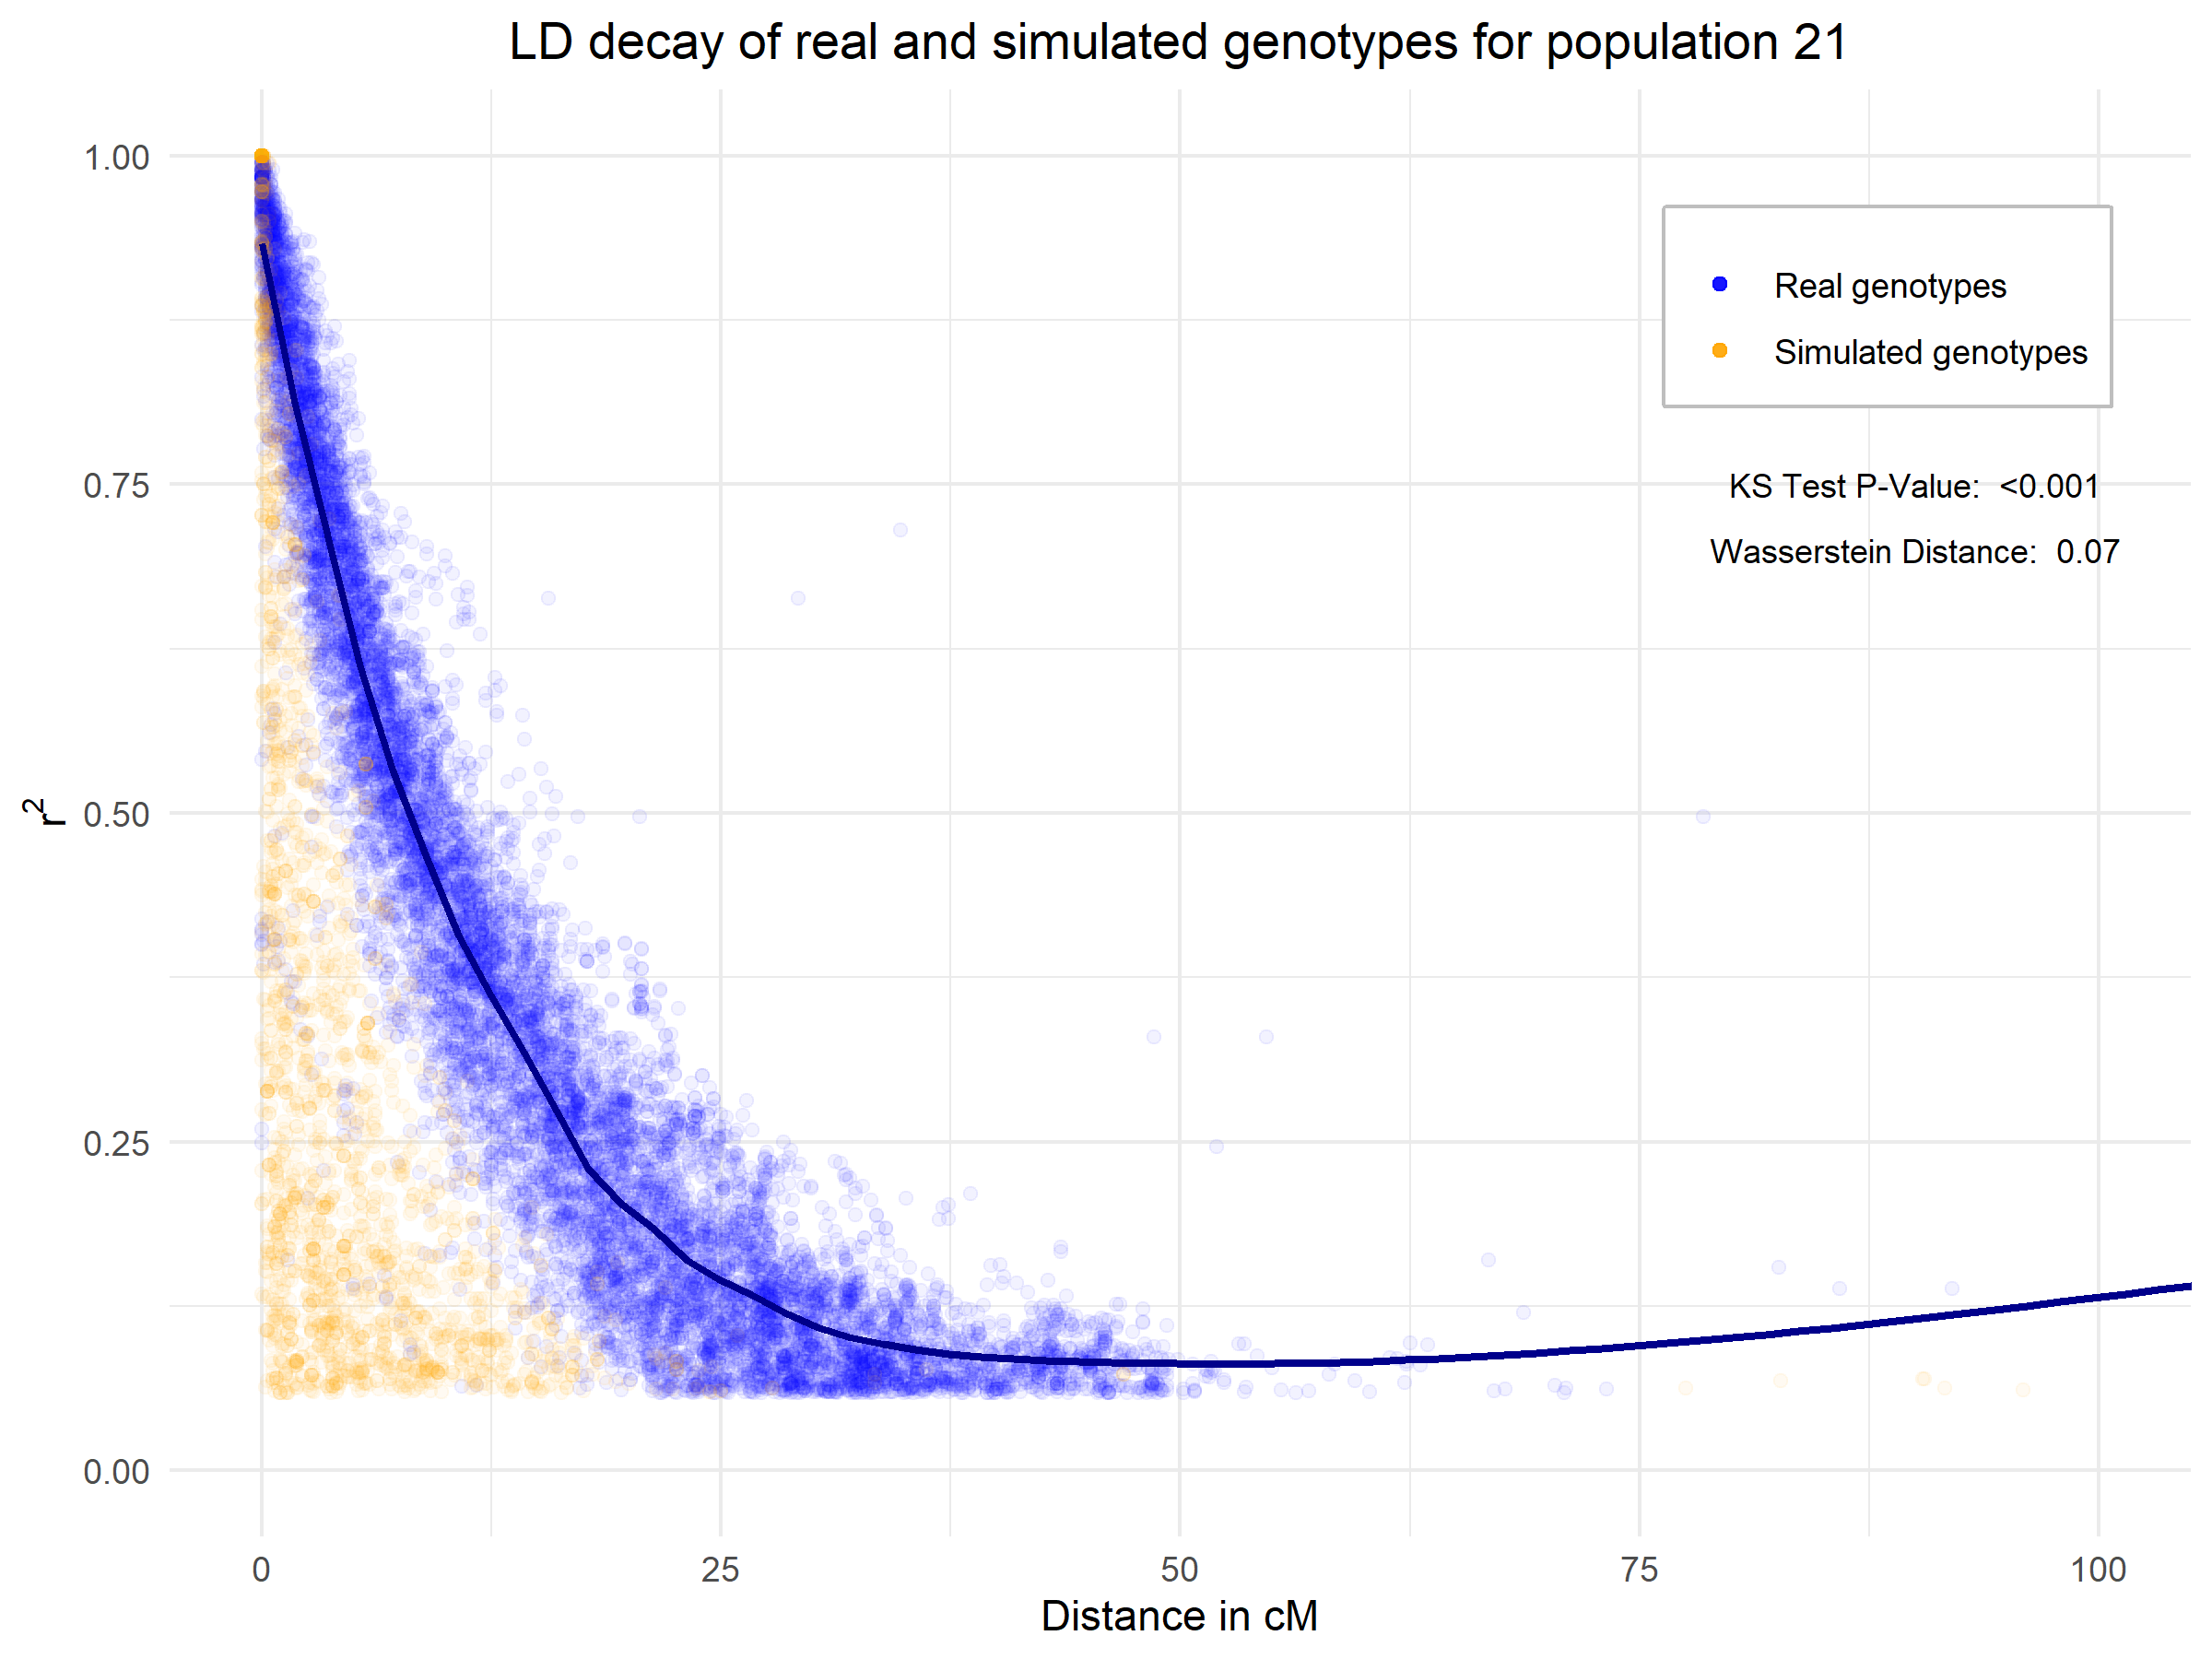 LD decay of real and simulated genotypes for population 21
1.00
0.75
0.50
0.25
0.00
r²
Real genotypes
Simulated genotypes
KS Test P-Value: <0.001
Wasserstein Distance: 0.07
0 25 50 75 100
Distance in cM